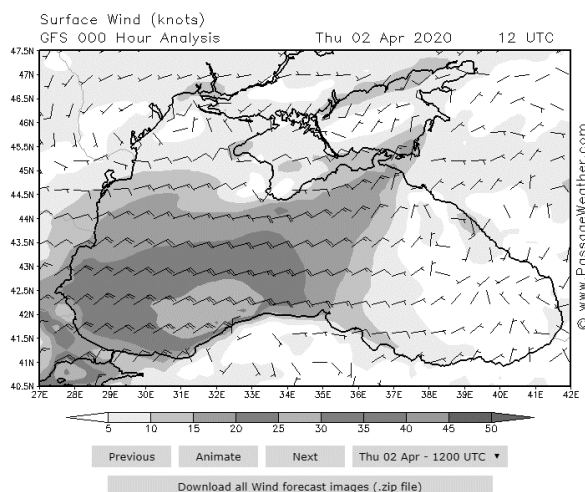 Surface Wind (knots)
GFS 000 Hour Analysis Thu 02 Apr 2020 12 UTC
47.5N
47N
46.5N
46N
45.5N
45N
44.5N
44N
43.5N
43N
42.5N
42N
41.5N
41N
40.5N
27E 28E 29E 30E 31E 32E 33E 34E 35E 36E 37E 38E 39E 40E 41E 42E
© www.PassageWeather.com
5 10 15 20 25 30 35 40 45 50
Previous Animate Next Thu 02 Apr - 1200 UTC
Download all Wind forecast images (.zip file)